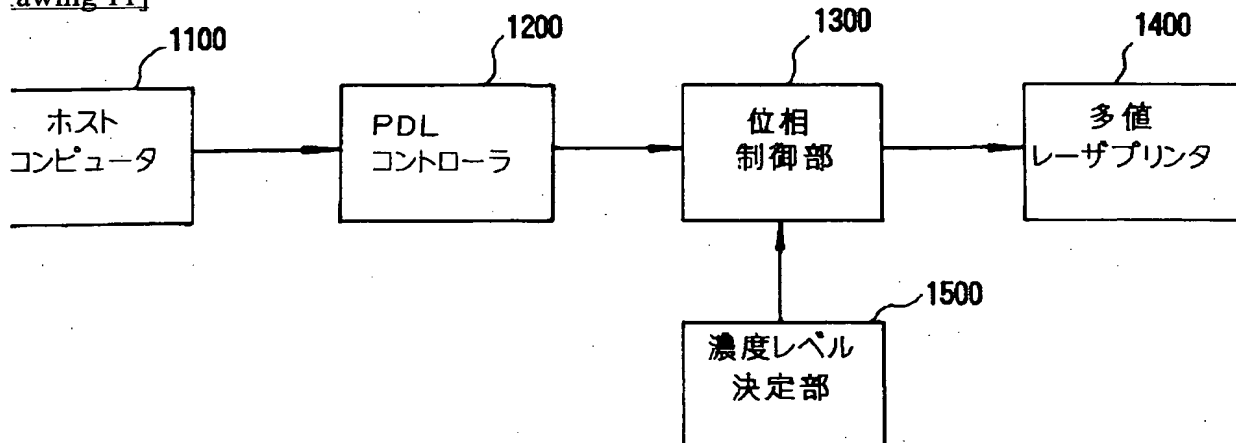 awing 11]
1100
1200
1300
1400
ホスト
コンピュータ
PDL
コントローラ
位相
制御部
多値
レーザプリンタ
1500
濃度レベル
決定部